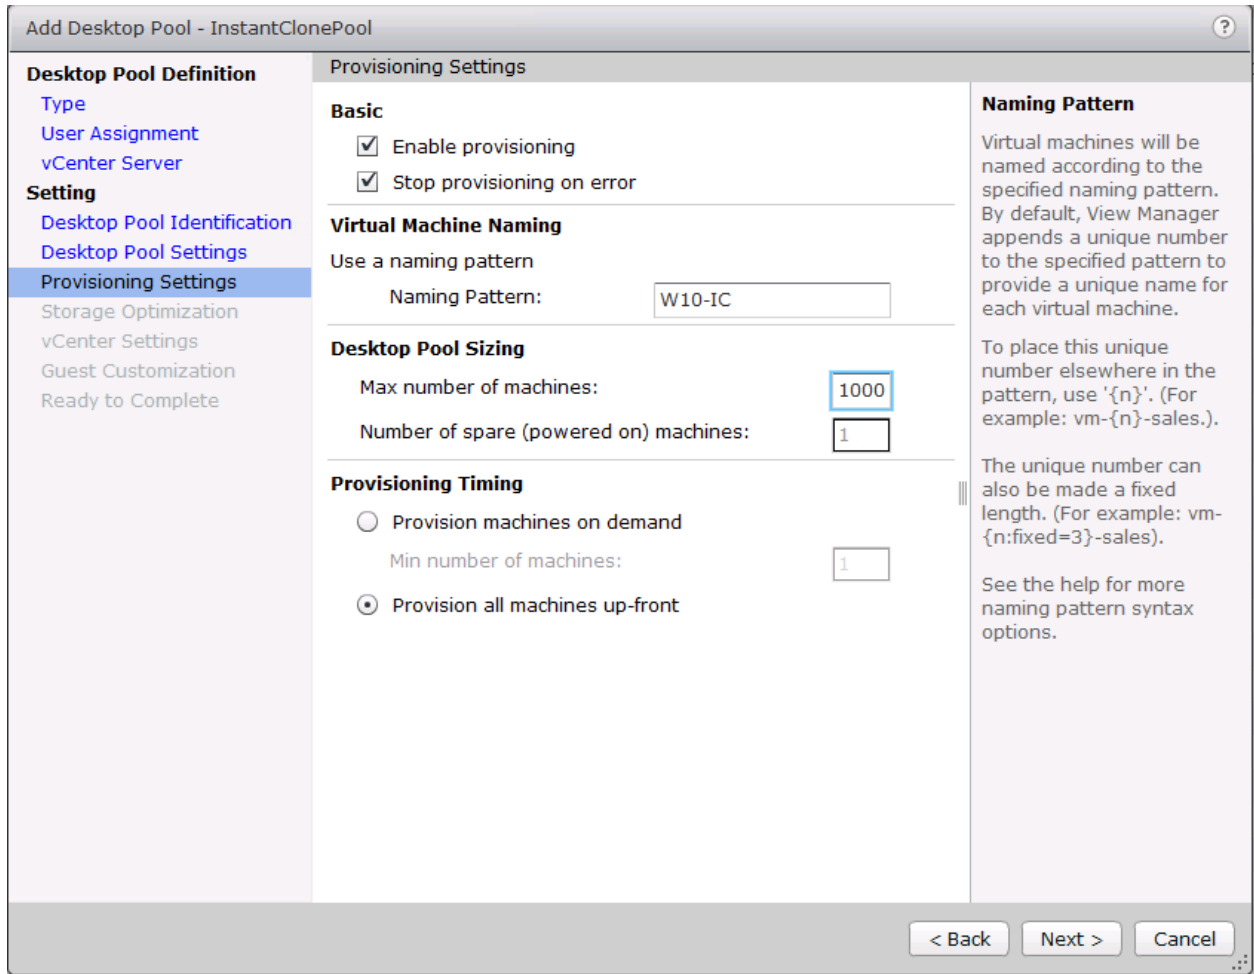 Add Desktop Pool - InstantClonePool
?
Desktop Pool Definition
Type
User Assignment
vCenter Server
Setting
Desktop Pool Identification
Desktop Pool Settings
Provisioning Settings
Storage Optimization
vCenter Settings
Guest Customization
Ready to Complete
Provisioning Settings
Basic
Enable provisioning
Stop provisioning on error
Virtual Machine Naming
Use a naming pattern
Naming Pattern: W10-IC
Desktop Pool Sizing
Max number of machines: 1000
Number of spare (powered on) machines: 1
Provisioning Timing
Provision machines on demand
Min number of machines: 1
Provision all machines up-front
Naming Pattern
Virtual machines will be
named according to the
specified naming pattern.
By default, View Manager
appends a unique number
to the specified pattern to
provide a unique name for
each virtual machine.
To place this unique
number elsewhere in the
pattern, use '{n}'. (For
example: vm-{n}-sales.).
The unique number can
also be made a fixed
length. (For example: vm-
{n:fixed=3}-sales).
See the help for more
naming pattern syntax
options.
< Back
Next >
Cancel